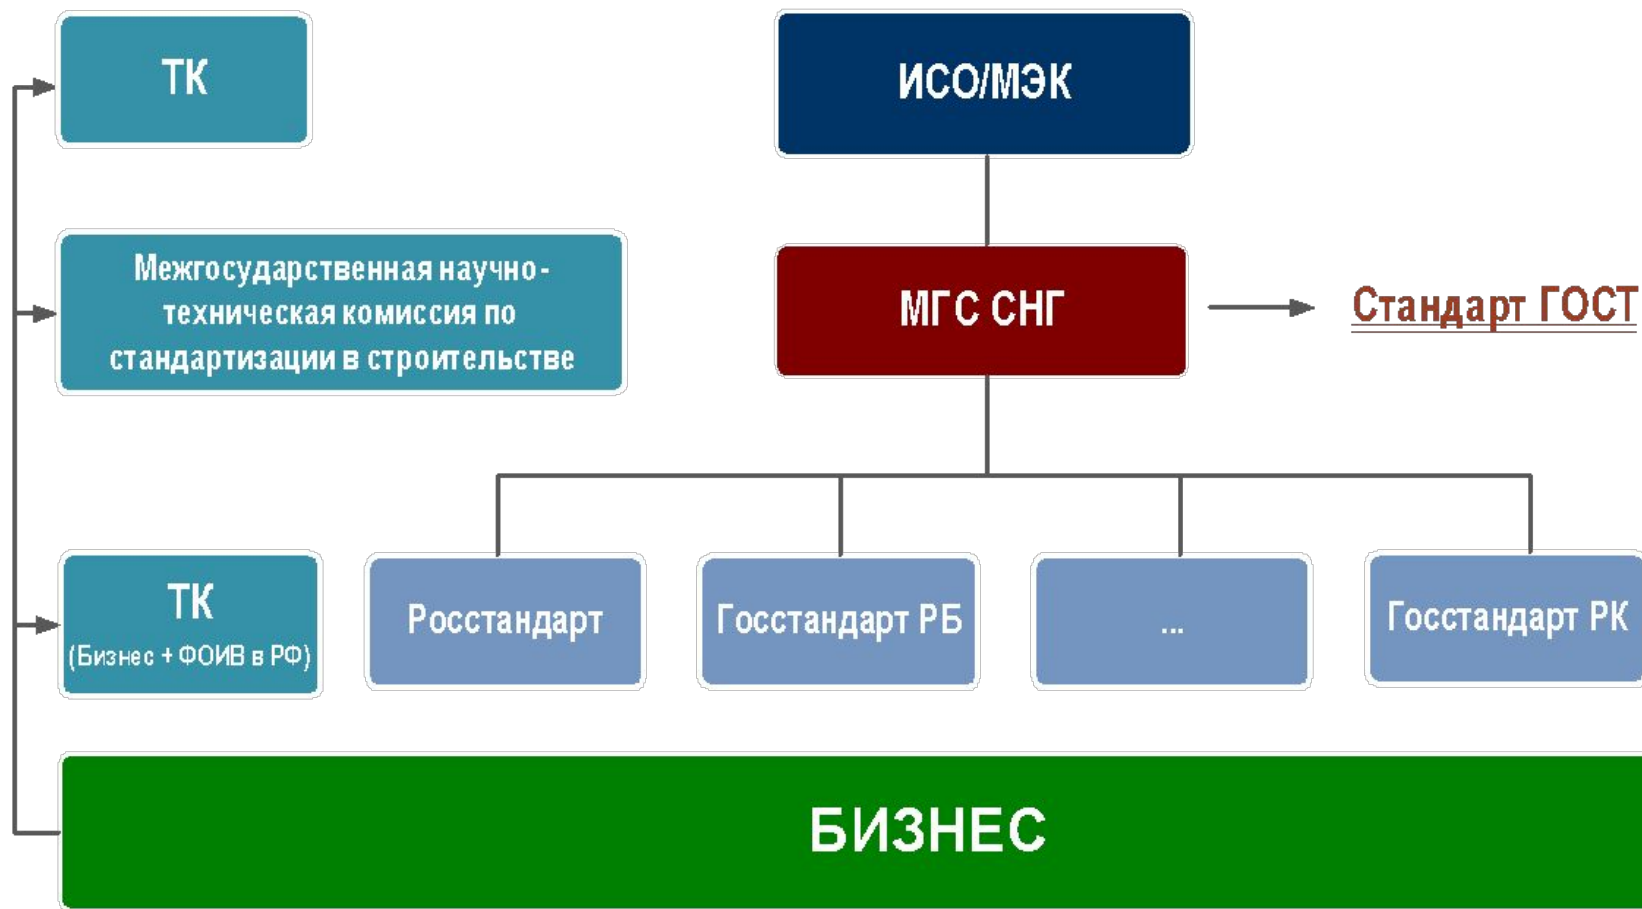 ТК
ИСО/МЭК
Межгосударственная научно-
техническая комиссия по
стандартизации в строительстве
МГС СНГ
Стандарт ГОСТ
ТК
(Бизнес + ФОИВ в РФ)
Росстандарт
Госстандарт РБ
...
Госстандарт РК
БИЗНЕС